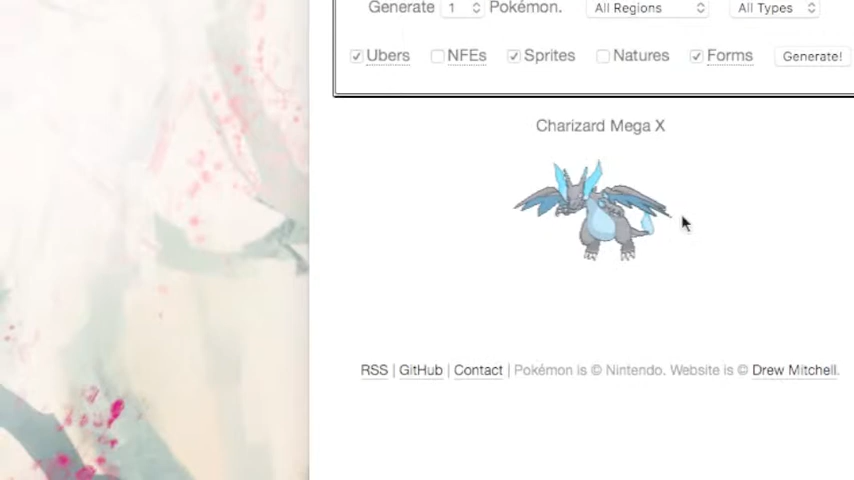 Generate 1 Pokémon. All Regions All Types
Ubers NFEs Sprites Natures Forms Generate!
Charizard Mega X
RSS | GitHub | Contact | Pokémon is © Nintendo. Website is © Drew Mitchell.